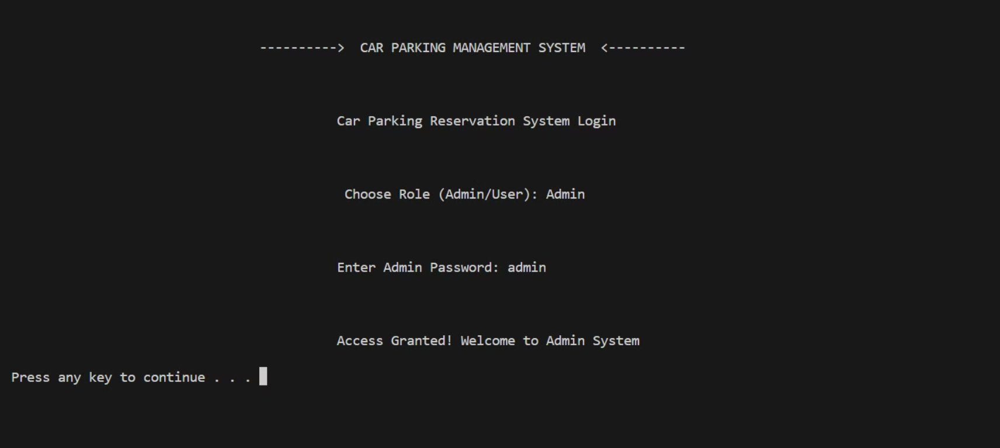 ----------> CAR PARKING MANAGEMENT SYSTEM <----------
Car Parking Reservation System Login
Choose Role (Admin/User): Admin
Enter Admin Password: admin
Access Granted! Welcome to Admin System
Press any key to continue . . .